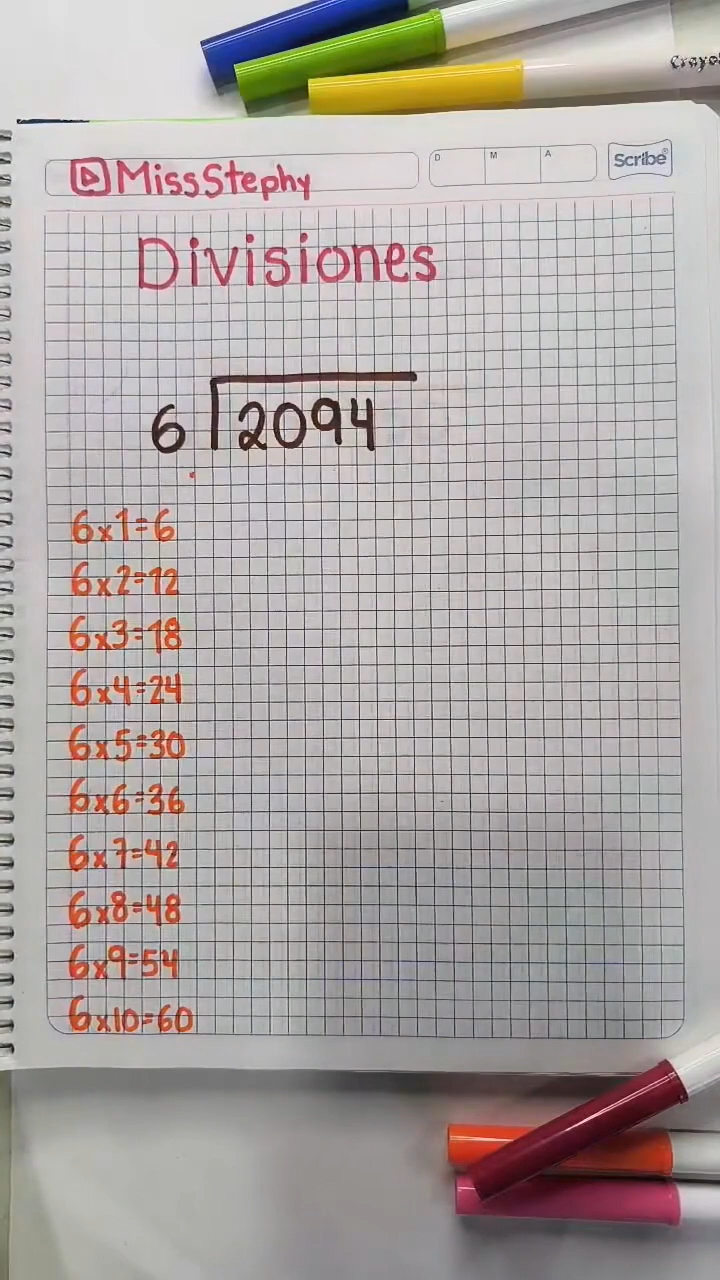 Crayol
D M A
Scribe®
MissStephy
Divisiones
6 2094
6x1=6
6x2=12
6x3=18
6x4=24
6x5=30
6x6=36
6x7=42
6x8=48
6x9=54
6x10=60